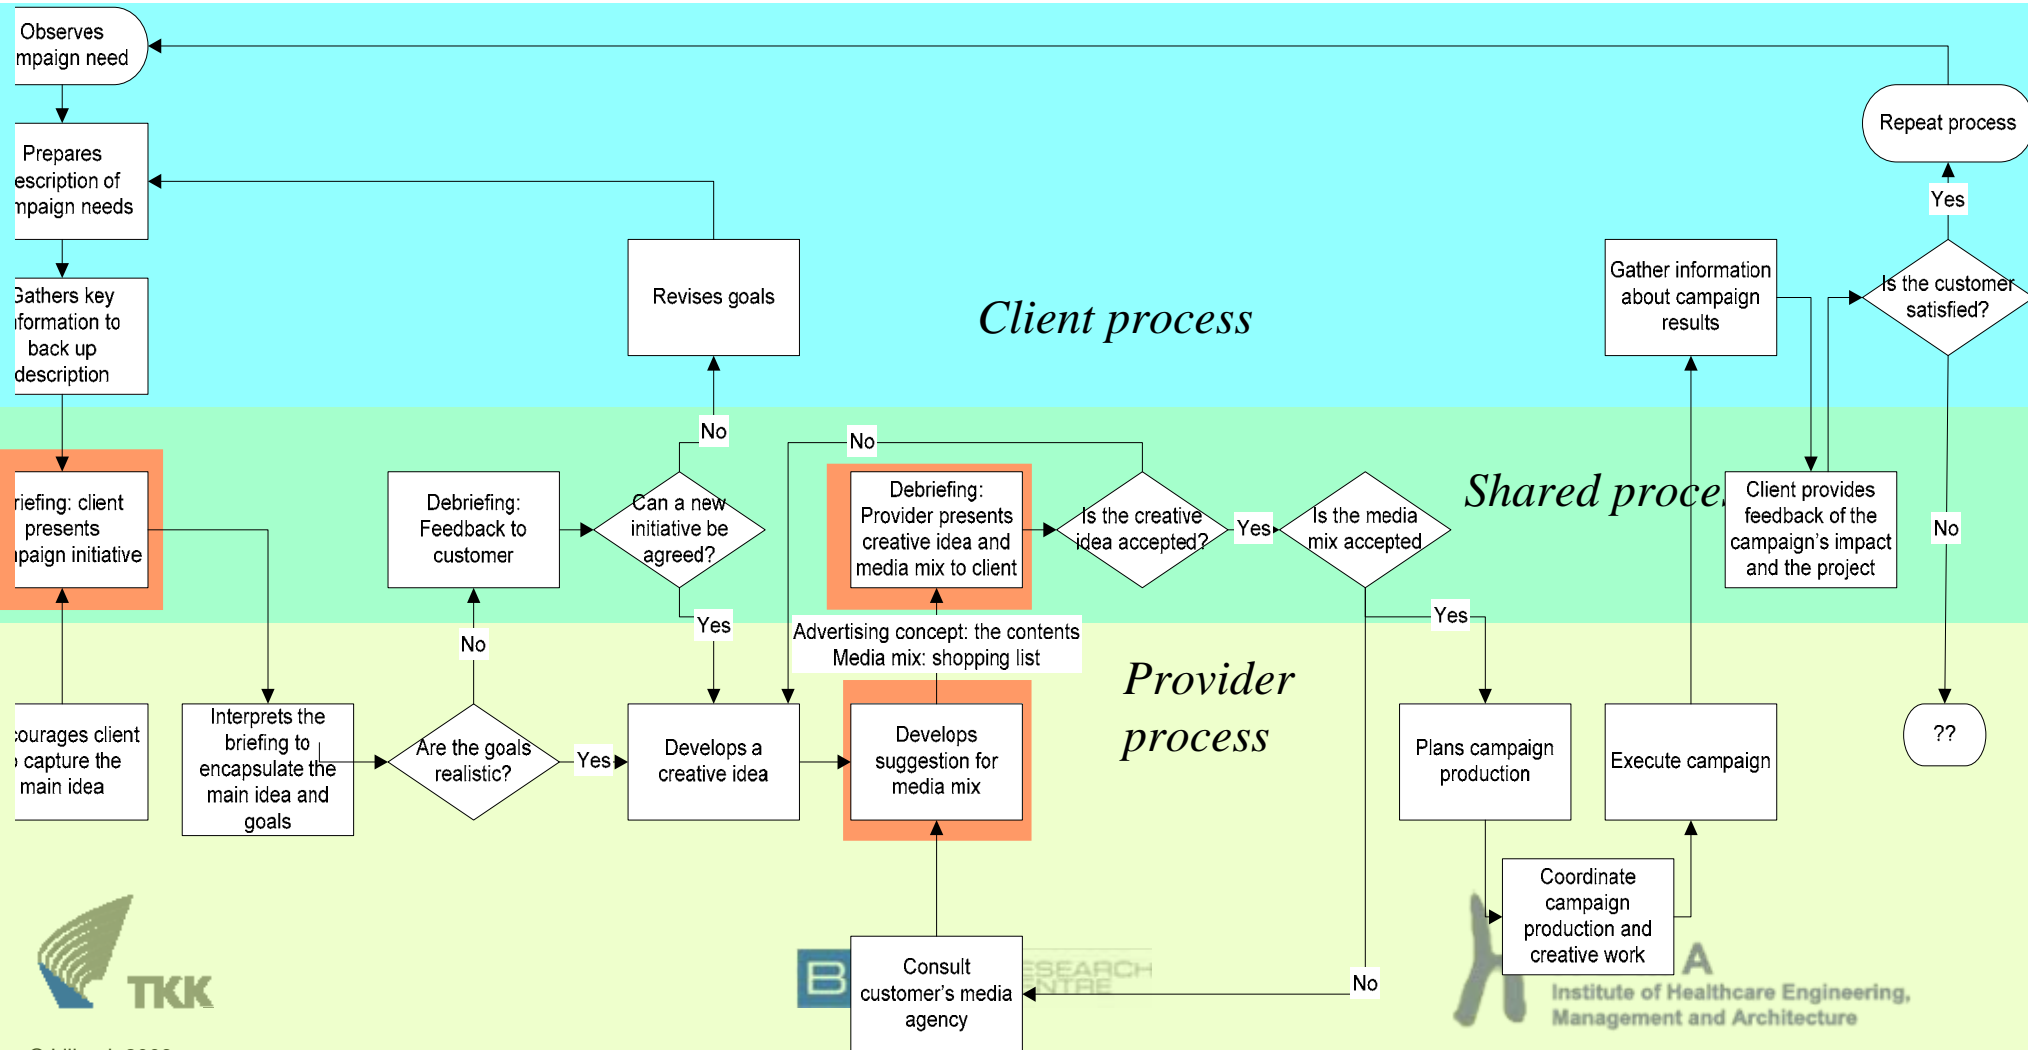 Observes
mpaign need
Prepares
escription of
mpaign needs
Gathers key
formation to
back up
description
riefing: client
presents
paign initiative
courages client
capture the
main idea
Interprets the
briefing to
encapsulate the
main idea and
goals
Are the goals
realistic?
No
Yes
Debriefing:
Feedback to
customer
Can a new
initiative be
agreed?
No
Yes
Revises goals
Develops a
creative idea
Develops
suggestion for
media mix
Advertising concept: the contents
Media mix: shopping list
Debriefing:
Provider presents
creative idea and
media mix to client
Is the creative
idea accepted?
No
Yes
Is the media
mix accepted
Yes
No
Consult
customer's media
agency
Plans campaign
production
Coordinate
campaign
production and
creative work
Execute campaign
Gather information
about campaign
results
Client provides
feedback of the
campaign's impact
and the project
Is the customer
satisfied?
Yes
No
Repeat process
??
Client process
Shared proce
Provider
process
TKK
B
ESEARCH
NTRE
A
Institute of Healthcare Engineering,
Management and Architecture